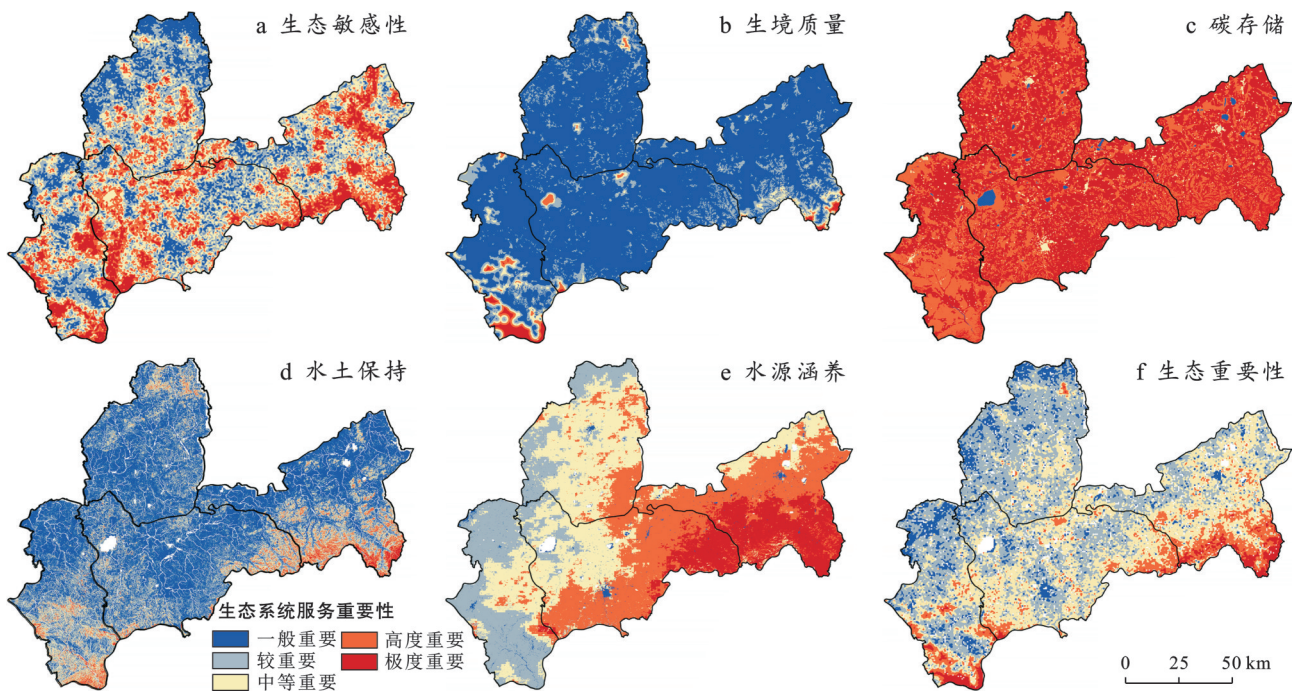 a 生态敏感性
b 生境质量
c 碳存储
d 水土保持
e 水源涵养
f 生态重要性
生态系统服务重要性
一般重要
高度重要
较重要
极度重要
中等重要
0 25 50 km